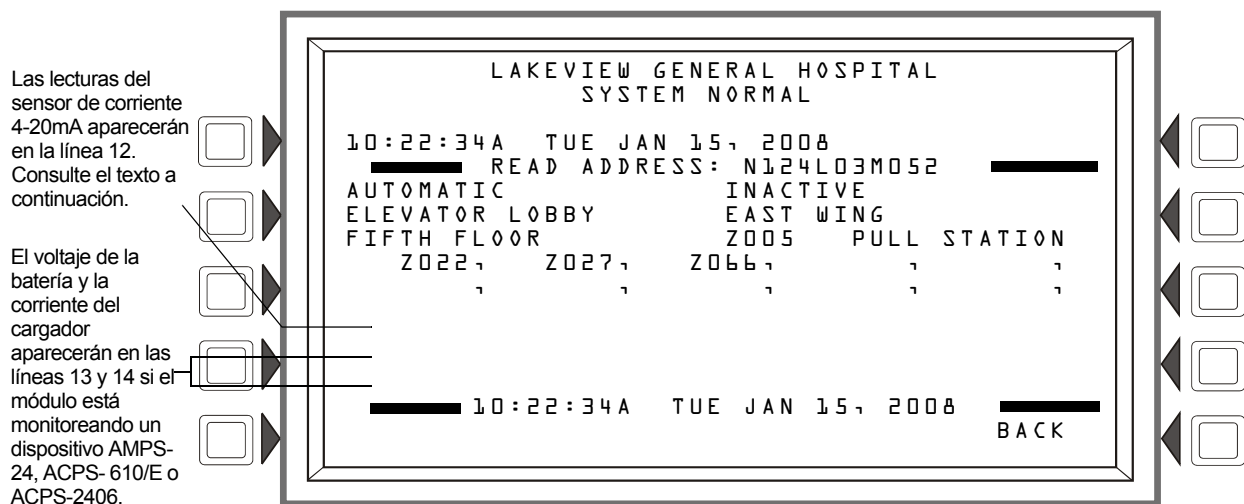 Las lecturas del
sensor de corriente
4-20mA aparecerán
en la línea 12.
Consulte el texto a
continuación.
El voltaje de la
batería y la
corriente del
cargador
aparecerán en las
líneas 13 y 14 si el
módulo está
monitoreando un
dispositivo AMPS-
24, ACPS- 610/E o
ACPS-2406.
LAKEVIEW GENERAL HOSPITAL
SYSTEM NORMAL
10:22:34A TUE JAN 15, 2008
READ ADDRESS: N124L03M052
AUTOMATIC INACTIVE
ELEVATOR LOBBY EAST WING
FIFTH FLOOR Z005 PULL STATION
Z022, Z027, Z066, , ,
, , , , ,
10:22:34A TUE JAN 15, 2008
BACK